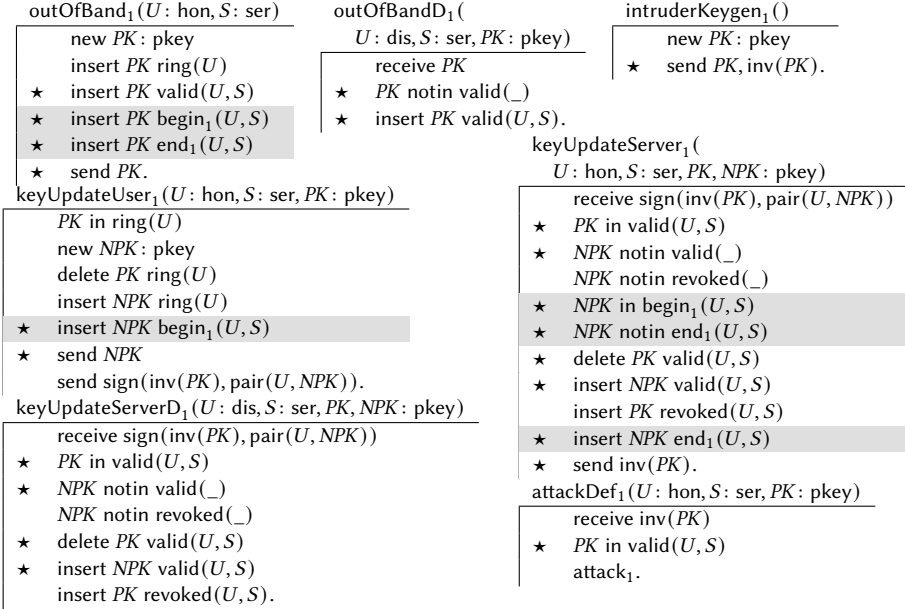 outOfBand₁(U: hon, S: ser)
new PK: pkey
insert PK ring(U)
★ insert PK valid(U, S)
★ insert PK begin₁(U, S)
★ insert PK end₁(U, S)
★ send PK.
outOfBandD₁(
U: dis, S: ser, PK: pkey)
receive PK
★ PK notin valid(_)
★ insert PK valid(U, S).
intruderKeygen₁()
new PK: pkey
★ send PK, inv(PK).
keyUpdateUser₁(U: hon, S: ser, PK: pkey)
PK in ring(U)
new NPK: pkey
delete PK ring(U)
insert NPK ring(U)
★ insert NPK begin₁(U, S)
★ send NPK
send sign(inv(PK), pair(U, NPK)).
keyUpdateServerD₁(U: dis, S: ser, PK, NPK: pkey)
receive sign(inv(PK), pair(U, NPK))
★ PK in valid(U, S)
★ NPK notin valid(_)
NPK notin revoked(_)
★ delete PK valid(U, S)
★ insert NPK valid(U, S)
insert PK revoked(U, S).
keyUpdateServer₁(
U: hon, S: ser, PK, NPK: pkey)
receive sign(inv(PK), pair(U, NPK))
★ PK in valid(U, S)
★ NPK notin valid(_)
NPK notin revoked(_)
★ NPK in begin₁(U, S)
★ NPK notin end₁(U, S)
★ delete PK valid(U, S)
★ insert NPK valid(U, S)
insert PK revoked(U, S)
★ insert NPK end₁(U, S)
★ send inv(PK).
attackDef₁(U: hon, S: ser, PK: pkey)
receive inv(PK)
★ PK in valid(U, S)
attack₁.